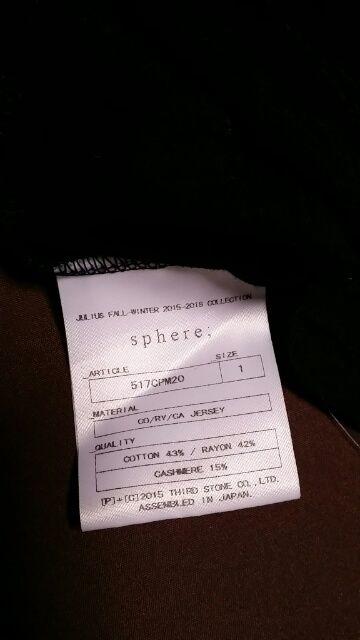 JULIUS FALL-WINTER 2015-2016 COLLECTION
sphere;
ARTICLE SIZE
517CPM20 1
MATERIAL
CO/RY/CA JERSEY
QUALITY
COTTON 43% / RAYON 42%
CASHMERE 15%
[P]+[C]2015 THIRD STONE CO.,LTD.
ASSEMBLED IN JAPAN.